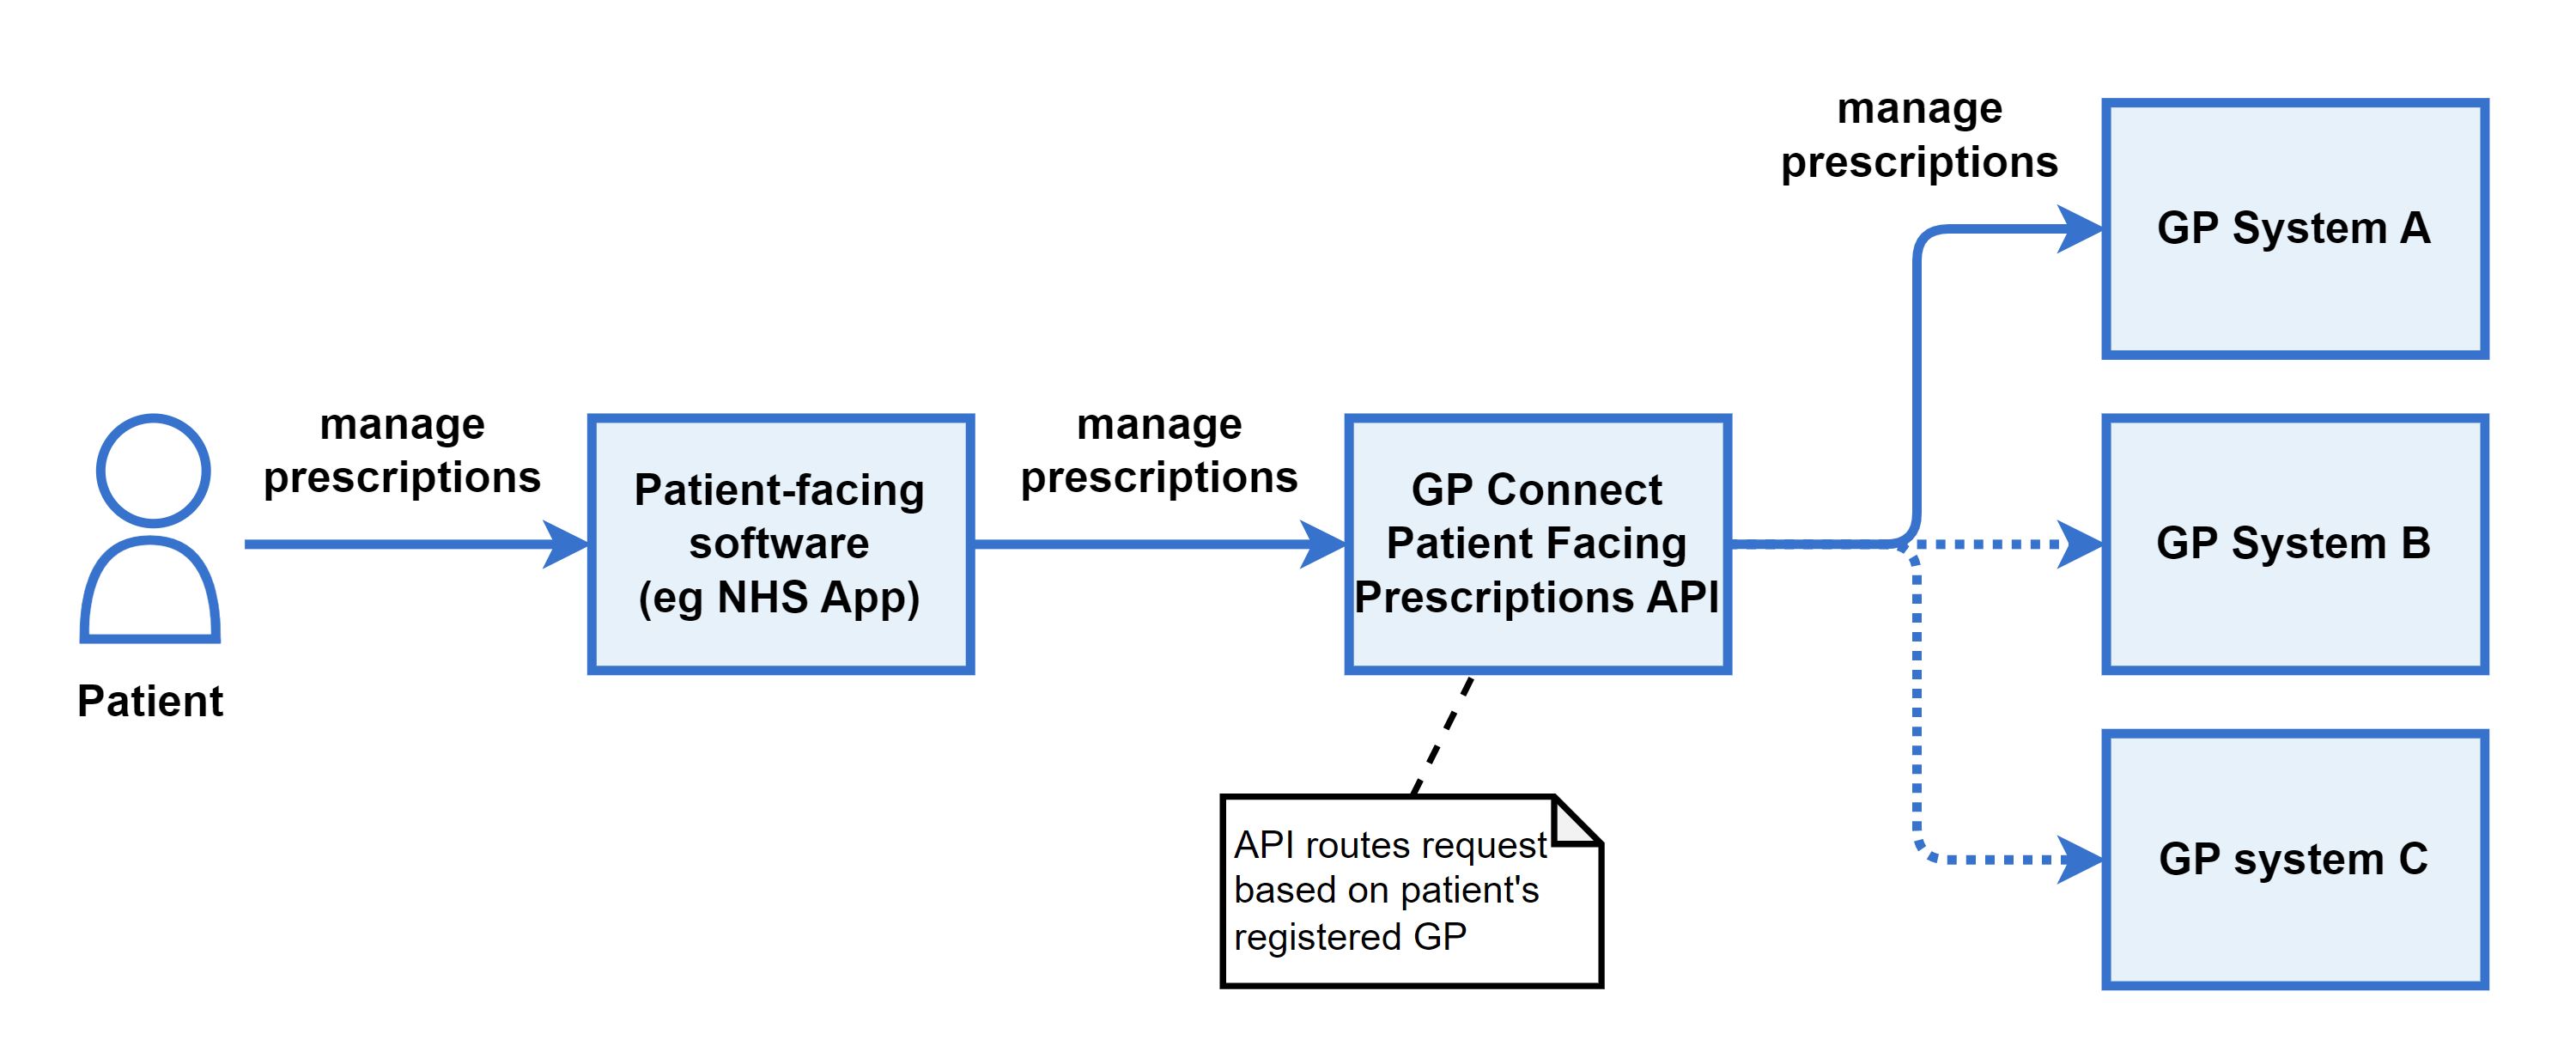 manage
prescriptions
GP System A
manage
prescriptions
manage
prescriptions
Patient-facing
software
(eg NHS App)
GP Connect
Patient Facing
Prescriptions API
GP System B
Patient
API routes request
based on patient's
registered GP
GP system C